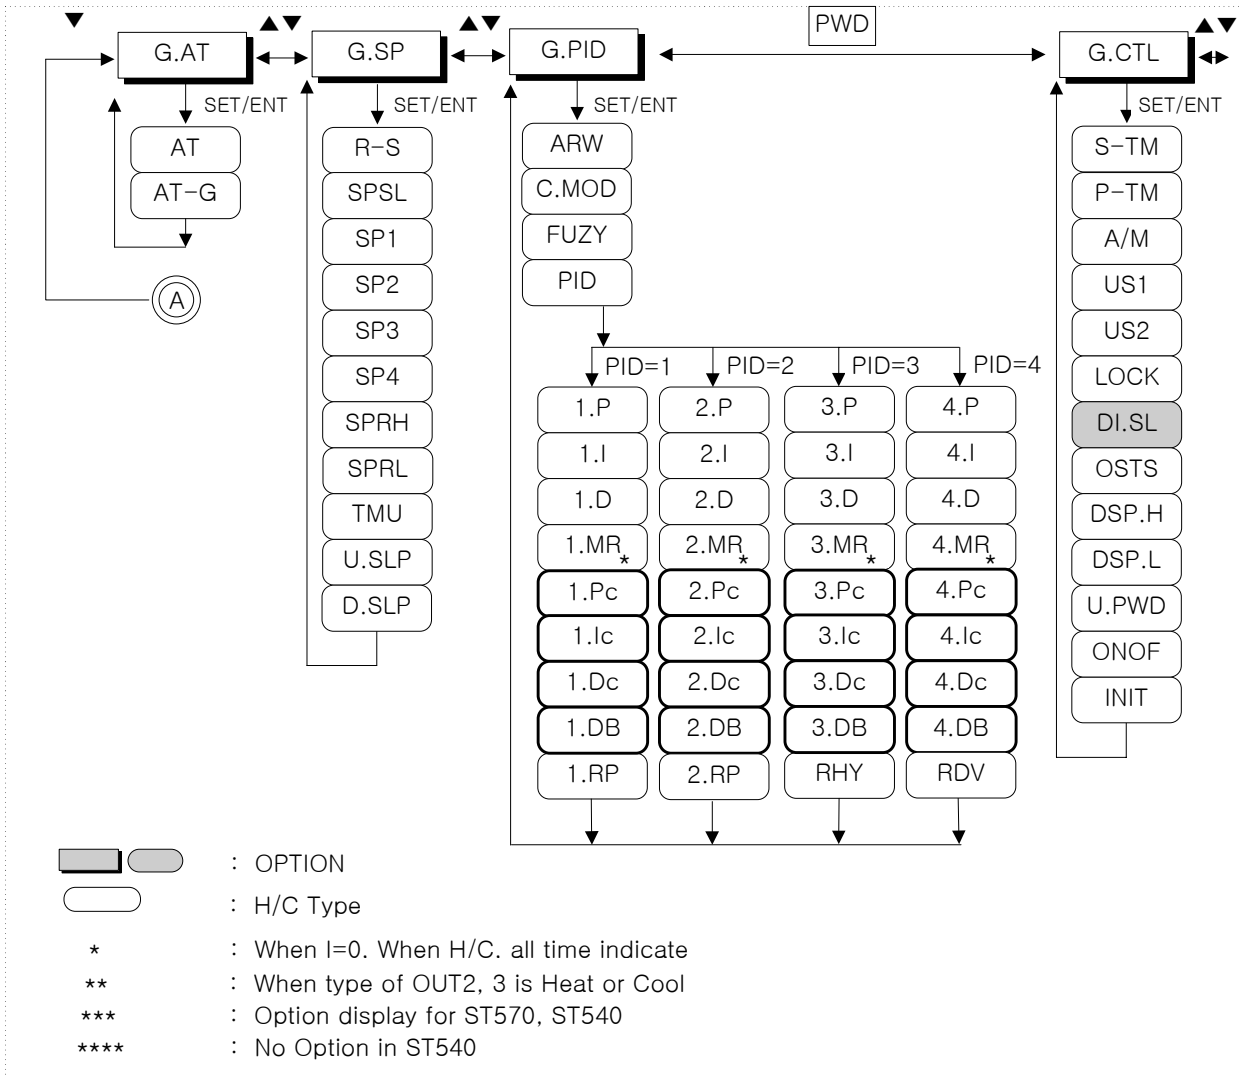 PWD
▼ ▲▼ ▲▼ ▲▼
G.AT
G.SP
G.PID
G.CTL
SET/ENT
SET/ENT
SET/ENT
SET/ENT
AT
AT-G
A
R-S
SPSL
SP1
SP2
SP3
SP4
SPRH
SPRL
TMU
U.SLP
D.SLP
ARW
C.MOD
FUZY
PID
PID=1
PID=2
PID=3
PID=4
1.P
1.I
1.D
1.MR*
1.Pc
1.Ic
1.Dc
1.DB
1.RP
2.P
2.I
2.D
2.MR*
2.Pc
2.Ic
2.Dc
2.DB
2.RP
3.P
3.I
3.D
3.MR*
3.Pc
3.Ic
3.Dc
3.DB
RHY
4.P
4.I
4.D
4.MR*
4.Pc
4.Ic
4.Dc
4.DB
RDV
S-TM
P-TM
A/M
US1
US2
LOCK
DI.SL
OSTS
DSP.H
DSP.L
U.PWD
ONOF
INIT
: OPTION
: H/C Type
* : When I=0. When H/C. all time indicate
** : When type of OUT2, 3 is Heat or Cool
*** : Option display for ST570, ST540
**** : No Option in ST540